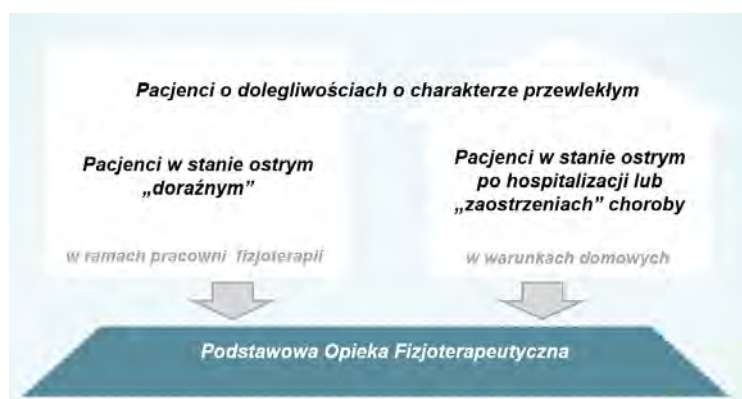 Pacjenci o dolegliwościach o charakterze przewlekłym
Pacjenci w stanie ostrym
„doraźnym”
w ramach pracowni fizjoterapii
Pacjenci w stanie ostrym
po hospitalizacji lub
„zaostrzeniach” choroby
w warunkach domowych
Podstawowa Opieka Fizjoterapeutyczna